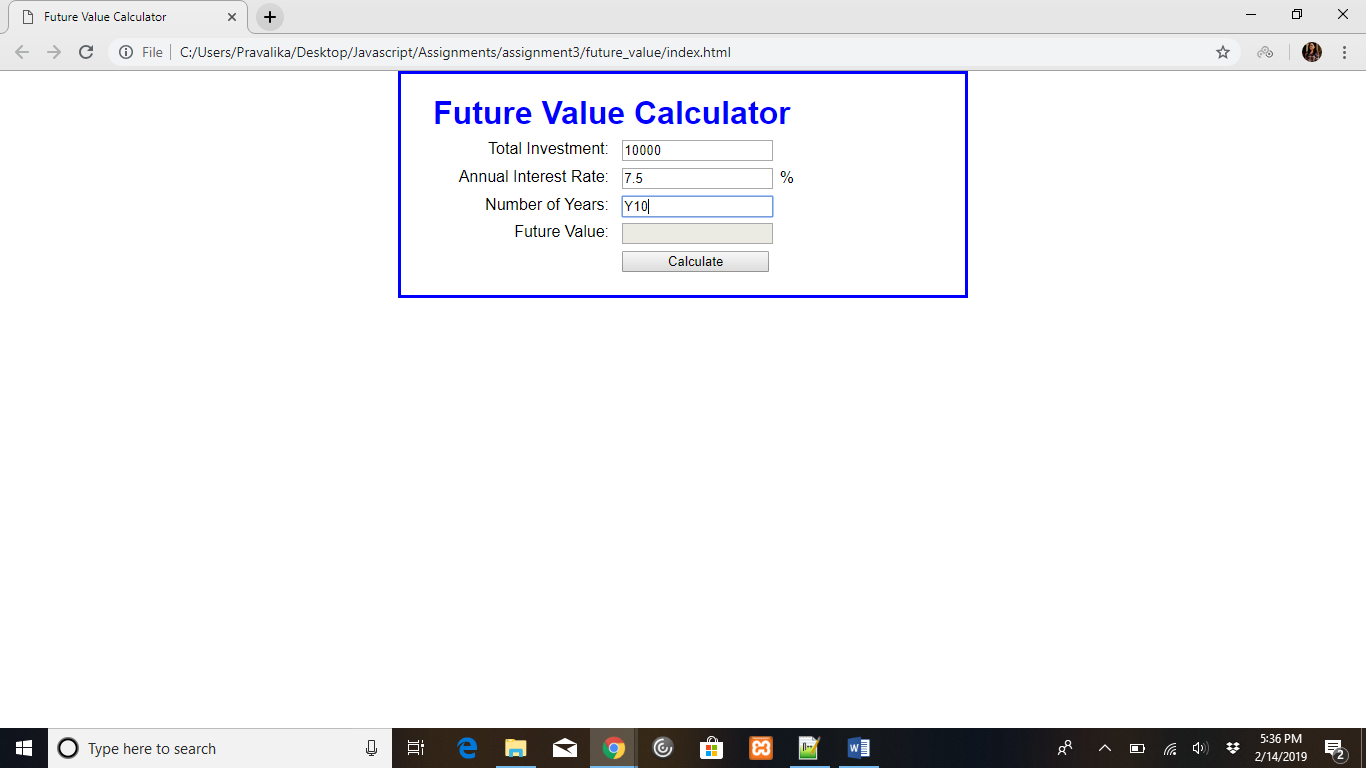 Future Value Calculator
File C:/Users/Pravalika/Desktop/Javascript/Assignments/assignment3/future_value/index.html
Future Value Calculator
Total Investment: 10000
Annual Interest Rate: 7.5 %
Number of Years: Y10
Future Value:
Calculate
Type here to search
5:36 PM
2/14/2019
2